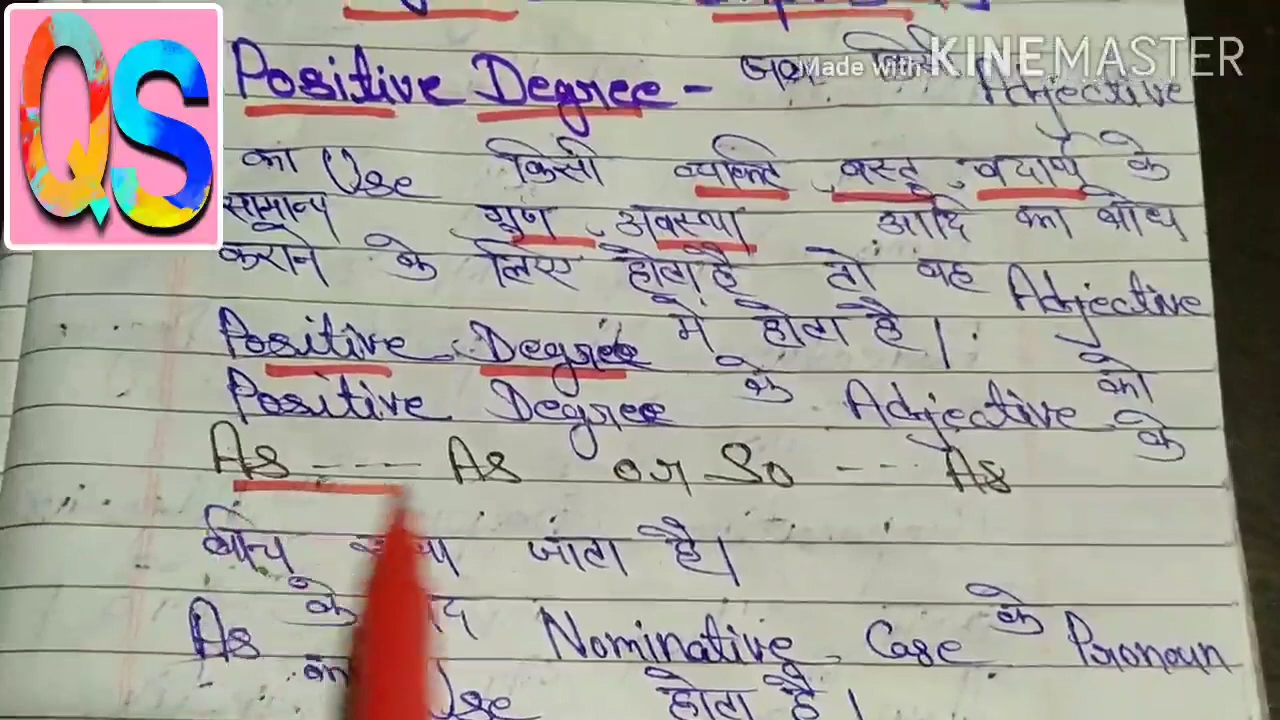 QS
Made with KINEMASTER
Positive Degree - जब किसी Adjective
का Use किसी व्यक्ति, वस्तु, पदार्थ के
सामान्य गुण, अवस्था आदि का बोध
कराने के लिए होता है तो वह Adjective
Positive Degree में होता है।
Positive Degree के Adjective को
As ---- As or So --- As के
बीच जाता है।
As के Nominative Case के Pronoun
का Use होता है।